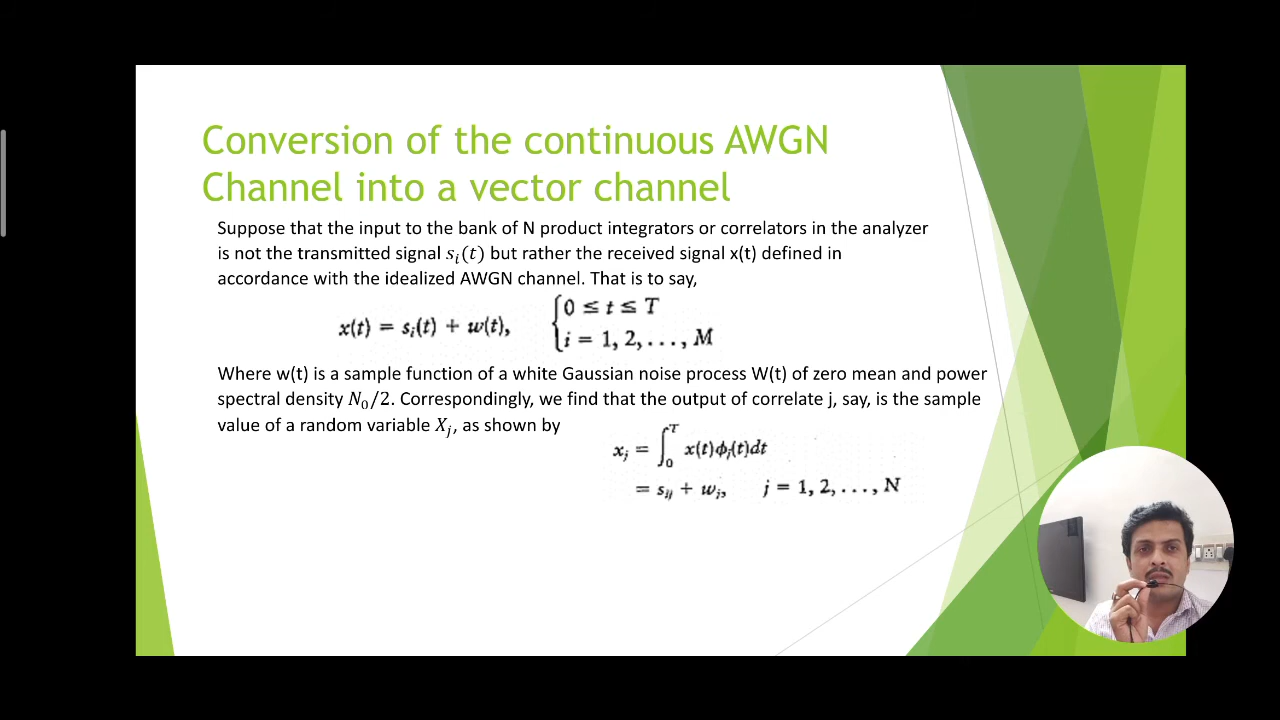 Conversion of the continuous AWGN
Channel into a vector channel
Suppose that the input to the bank of N product integrators or correlators in the analyzer
is not the transmitted signal s_i(t) but rather the received signal x(t) defined in
accordance with the idealized AWGN channel. That is to say,
x(t) = s_i(t) + w(t), { 0 ≤ t ≤ T
i = 1, 2, . . . , M
Where w(t) is a sample function of a white Gaussian noise process W(t) of zero mean and power
spectral density N_0/2. Correspondingly, we find that the output of correlate j, say, is the sample
value of a random variable X_j, as shown by
x_j = ∫_0^T x(t)ϕ_j(t)dt
= s_ij + w_j, j = 1, 2, . . . , N